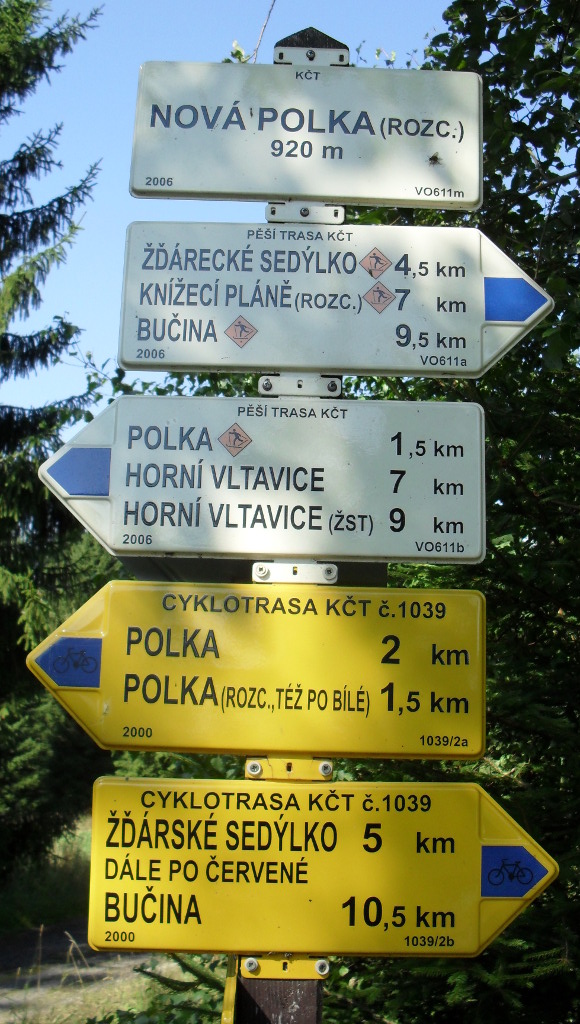 KČT
NOVÁ POLKA (ROZC.)
920 m
2006 VO611m
PĚŠÍ TRASA KČT
ŽĎÁRECKÉ SEDÝLKO 4,5 km
KNÍŽECÍ PLÁNĚ (ROZC.) 7 km
BUČINA 9,5 km
2006 VO611a
PĚŠÍ TRASA KČT
POLKA 1,5 km
HORNÍ VLTAVICE 7 km
HORNÍ VLTAVICE (ŽST) 9 km
2006 VO611b
CYKLOTRASA KČT č.1039
POLKA 2 km
POLKA (ROZC.,TÉŽ PO BÍLÉ) 1,5 km
2000 1039/2a
CYKLOTRASA KČT č.1039
ŽĎÁRSKÉ SEDÝLKO 5 km
DÁLE PO ČERVENÉ
BUČINA 10,5 km
2000 1039/2b